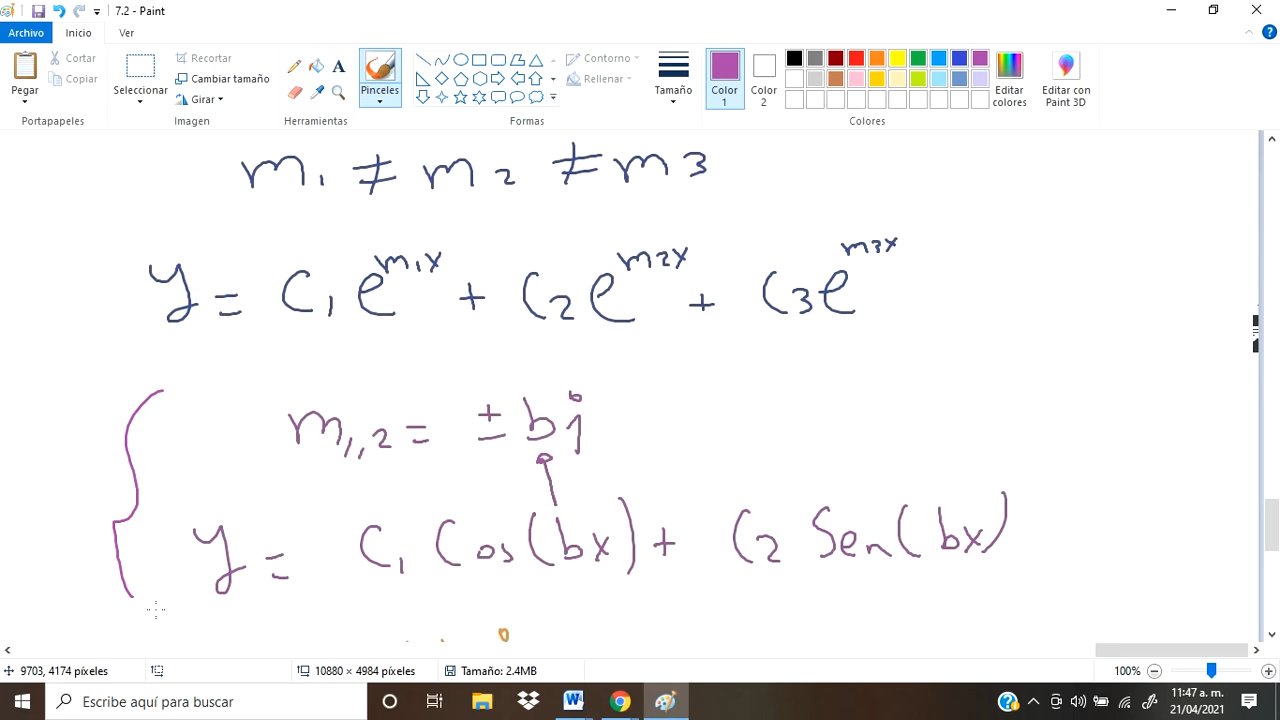 7.2 - Paint
Archivo Inicio Ver
Pegar
Cortar
Copiar
Portapapeles
Seleccionar
Recortar
Cambiar tamaño
Girar
Imagen
A
Herramientas
Pinceles
Contorno
Rellenar
Formas
Tamaño
Color 1
Color 2
Editar colores
Editar con Paint 3D
Colores
m₁ ≠ m₂ ≠ m3
y = C₁ e^{m₁x} + C₂ e^{m2x} + C3 e^{m3x}
m₁,₂ = ± bi
y = C₁ Cos(bx) + C₂ Sen(bx)
9703, 4174 píxeles 10880 × 4984 píxeles Tamaño: 2.4MB 100%
Escribe aquí para buscar
11:47 a. m.
21/04/2021